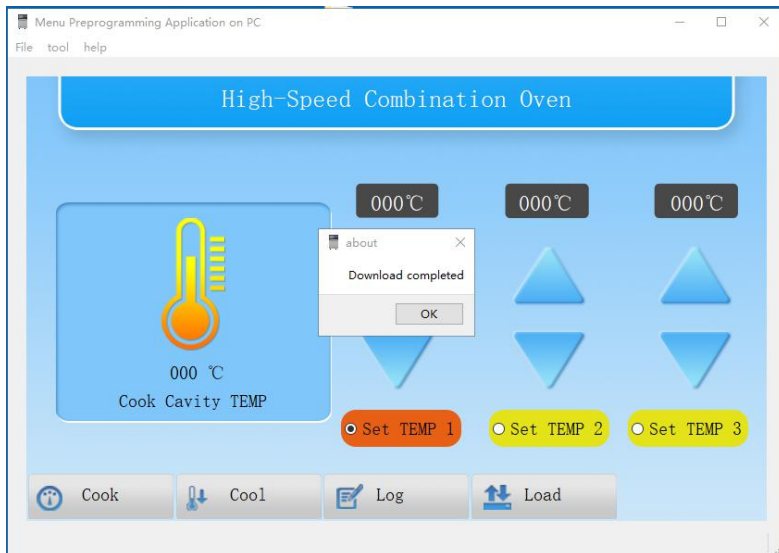 Menu Preprogramming Application on PC
File tool help
High-Speed Combination Oven
000℃ 000℃ 000℃
about
Download completed
OK
000 ℃
Cook Cavity TEMP
Set TEMP 1 Set TEMP 2 Set TEMP 3
Cook Cool Log Load